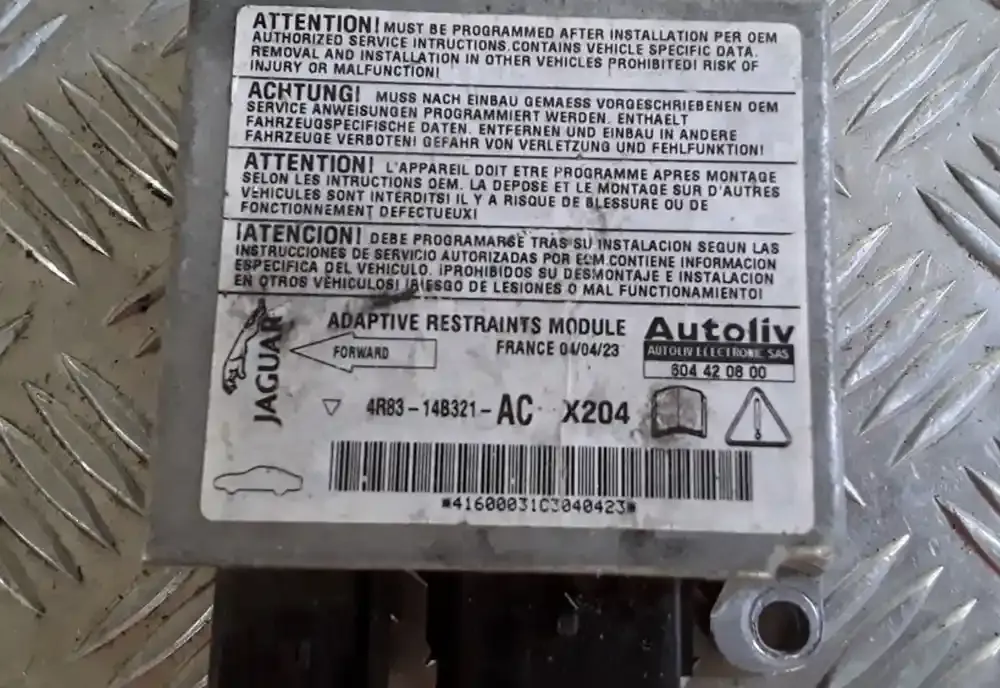 ATTENTION! MUST BE PROGRAMMED AFTER INSTALLATION PER OEM
AUTHORIZED SERVICE INTRUCTIONS. CONTAINS VEHICLE SPECIFIC DATA.
REMOVAL AND INSTALLATION IN OTHER VEHICLES PROHIBITED! RISK OF
INJURY OR MALFUNCTION!
ACHTUNG! MUSS NACH EINBAU GEMAESS VORGESCHRIEBENEN OEM
SERVICE ANWEISUNGEN PROGRAMMIERT WERDEN. ENTHAELT
FAHRZEUGSPECIFISCHE DATEN. ENTFERNEN UND EINBAU IN ANDERE
FAHRZEUGE VERBOTEN! GEFAHR VON VERLETZUNG UND FEHLFUNKTION!
ATTENTION! L'APPAREIL DOIT ETRE PROGRAMME APRES MONTAGE
SELON LES INTRUCTIONS OEM. LA DEPOSE ET LE MONTAGE SUR D'AUTRES
VEHICULES SONT INTERDITS! IL Y A RISQUE DE BLESSURE OU DE
FONCTIONNEMENT DEFECTUEUX!
¡ATENCION! DEBE PROGRAMARSE TRAS SU INSTALACION SEGUN LAS
INSTRUCCIONES DE SERVICIO AUTORIZADAS POR ECM. CONTIENE INFORMACION
ESPECIFICA DEL VEHICULO. ¡PROHIBIDOS SU DESMONTAJE E INSTALACION
EN OTROS VEHICULOS! ¡RIESGO DE LESIONES O MAL FUNCIONAMIENTO!
JAGUAR
FORWARD
ADAPTIVE RESTRAINTS MODULE
FRANCE 04/04/23
Autoliv
AUTOLIV ELECTRONIC SAS
604 42 08 00
4R83-14B321-AC X204
*41600031C3040423*